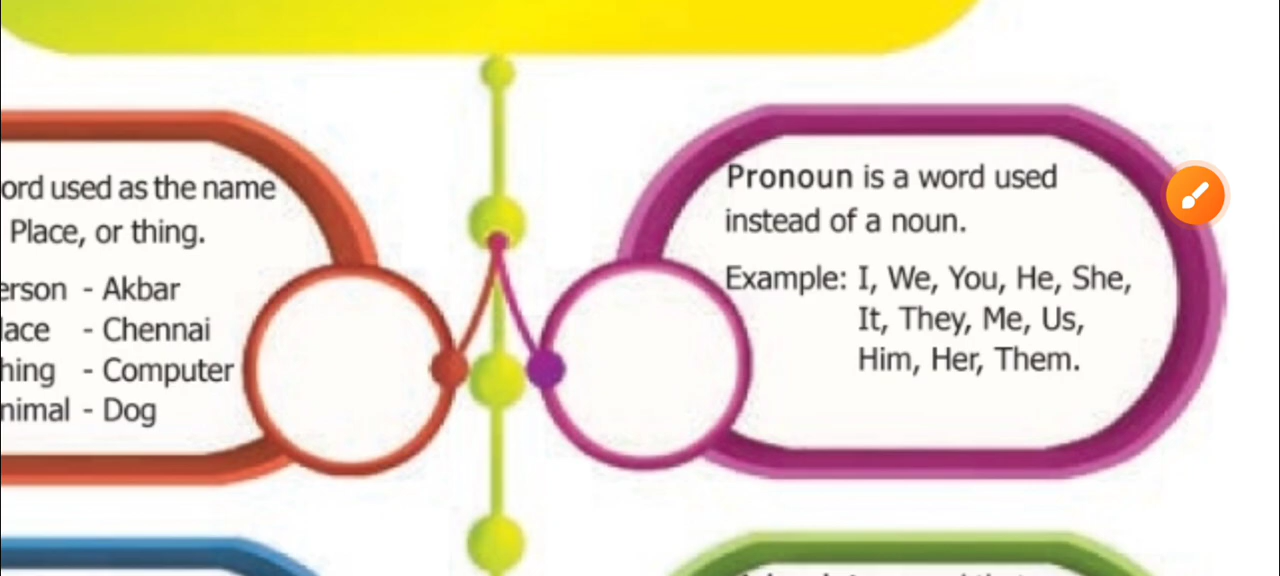 ord used as the name
Place, or thing.
erson - Akbar
lace - Chennai
hing - Computer
nimal - Dog
Pronoun is a word used
instead of a noun.
Example: I, We, You, He, She,
It, They, Me, Us,
Him, Her, Them.